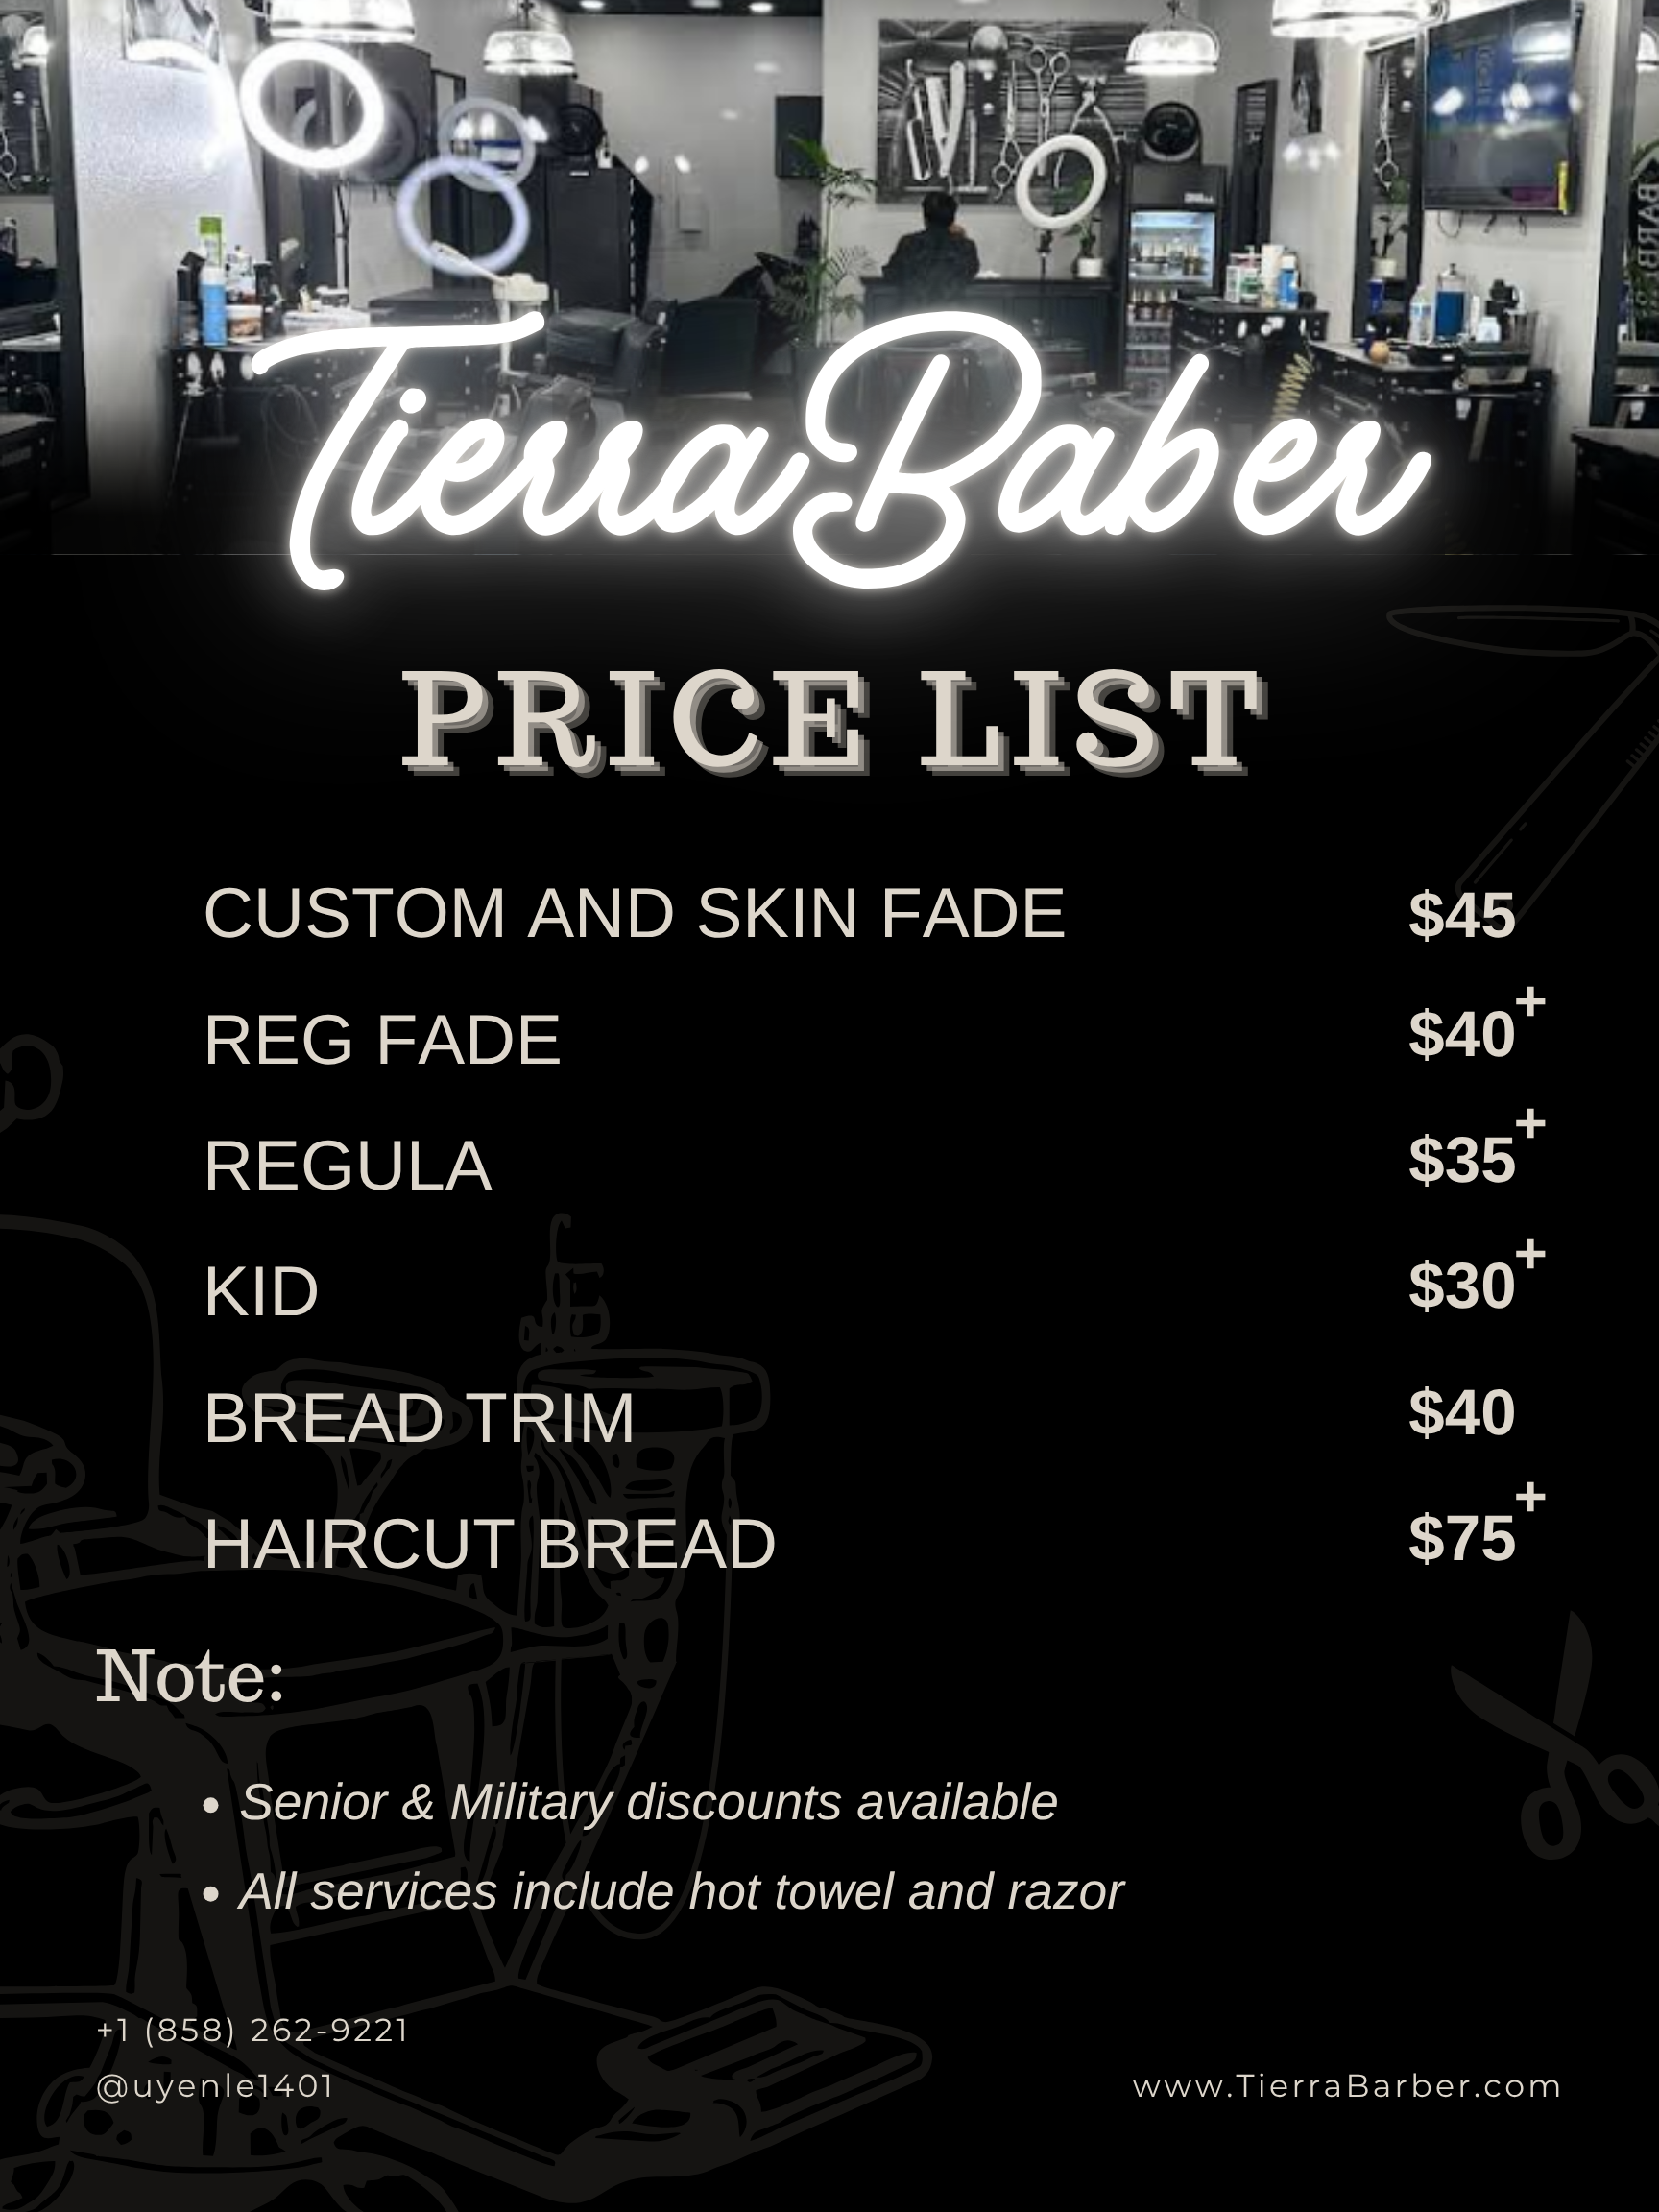 TierraBaber
PRICE LIST
CUSTOM AND SKIN FADE $45
REG FADE $40+
REGULA $35+
KID $30+
BREAD TRIM $40
HAIRCUT BREAD $75+
Note:
• Senior & Military discounts available
• All services include hot towel and razor
+1 (858) 262-9221
@uyenle1401
www.TierraBarber.com